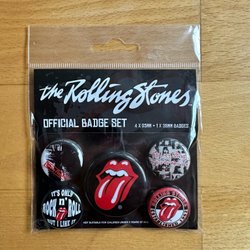 the Rolling Stones
OFFICIAL BADGE SET
4 x 25MM + 1 x 38MM BADGES
IT'S ONLY
ROCK n' ROLL
BUT I LIKE IT